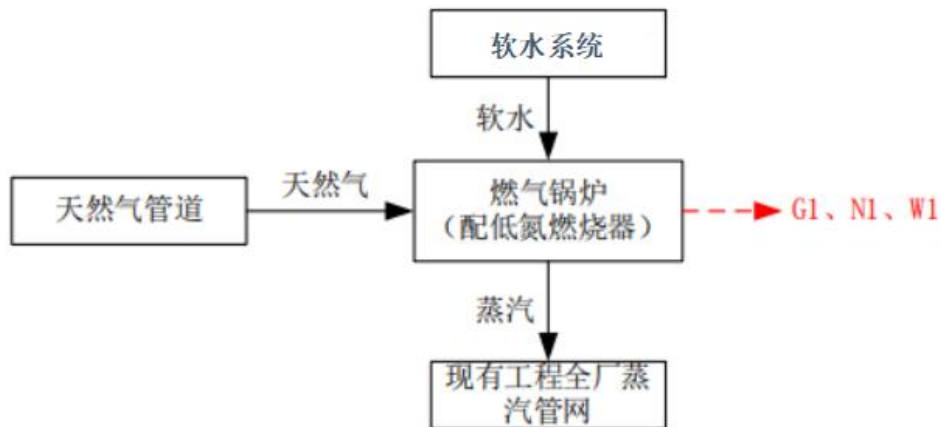 软水系统
软水
天然气管道
天然气
燃气锅炉
（配低氮燃烧器）
G1、N1、W1
蒸汽
现有工程全厂蒸
汽管网